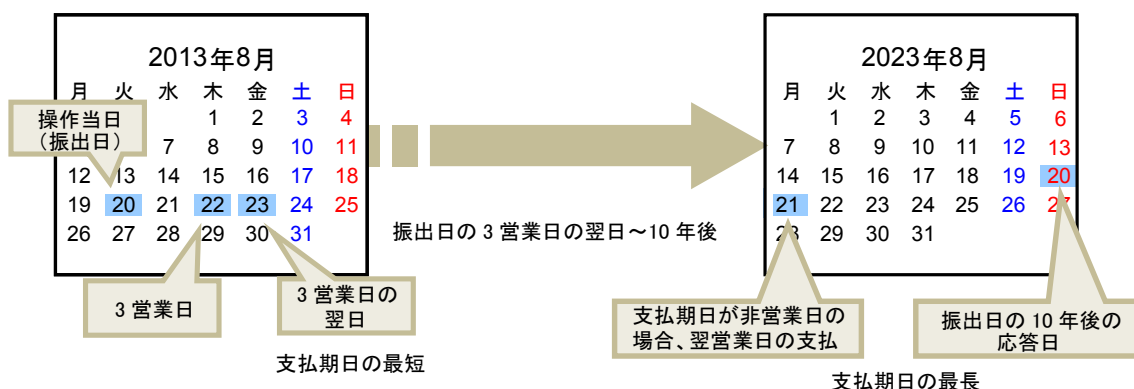 2013年8月
月 火 水 木 金 土 日
1 2 3 4
7 8 9 10 11
12 13 14 15 16 17 18
19 20 21 22 23 24 25
26 27 28 29 30 31
操作当日
（振出日）
3 営業日
3 営業日の
翌日
支払期日の最短
振出日の 3 営業日の翌日～10 年後
2023年8月
月 火 水 木 金 土 日
1 2 3 4 5 6
7 8 9 10 11 12 13
14 15 16 17 18 19 20
21 22 23 24 25 26 27
28 29 30 31
支払期日が非営業日の
場合、翌営業日の支払
振出日の 10 年後の
応答日
支払期日の最長